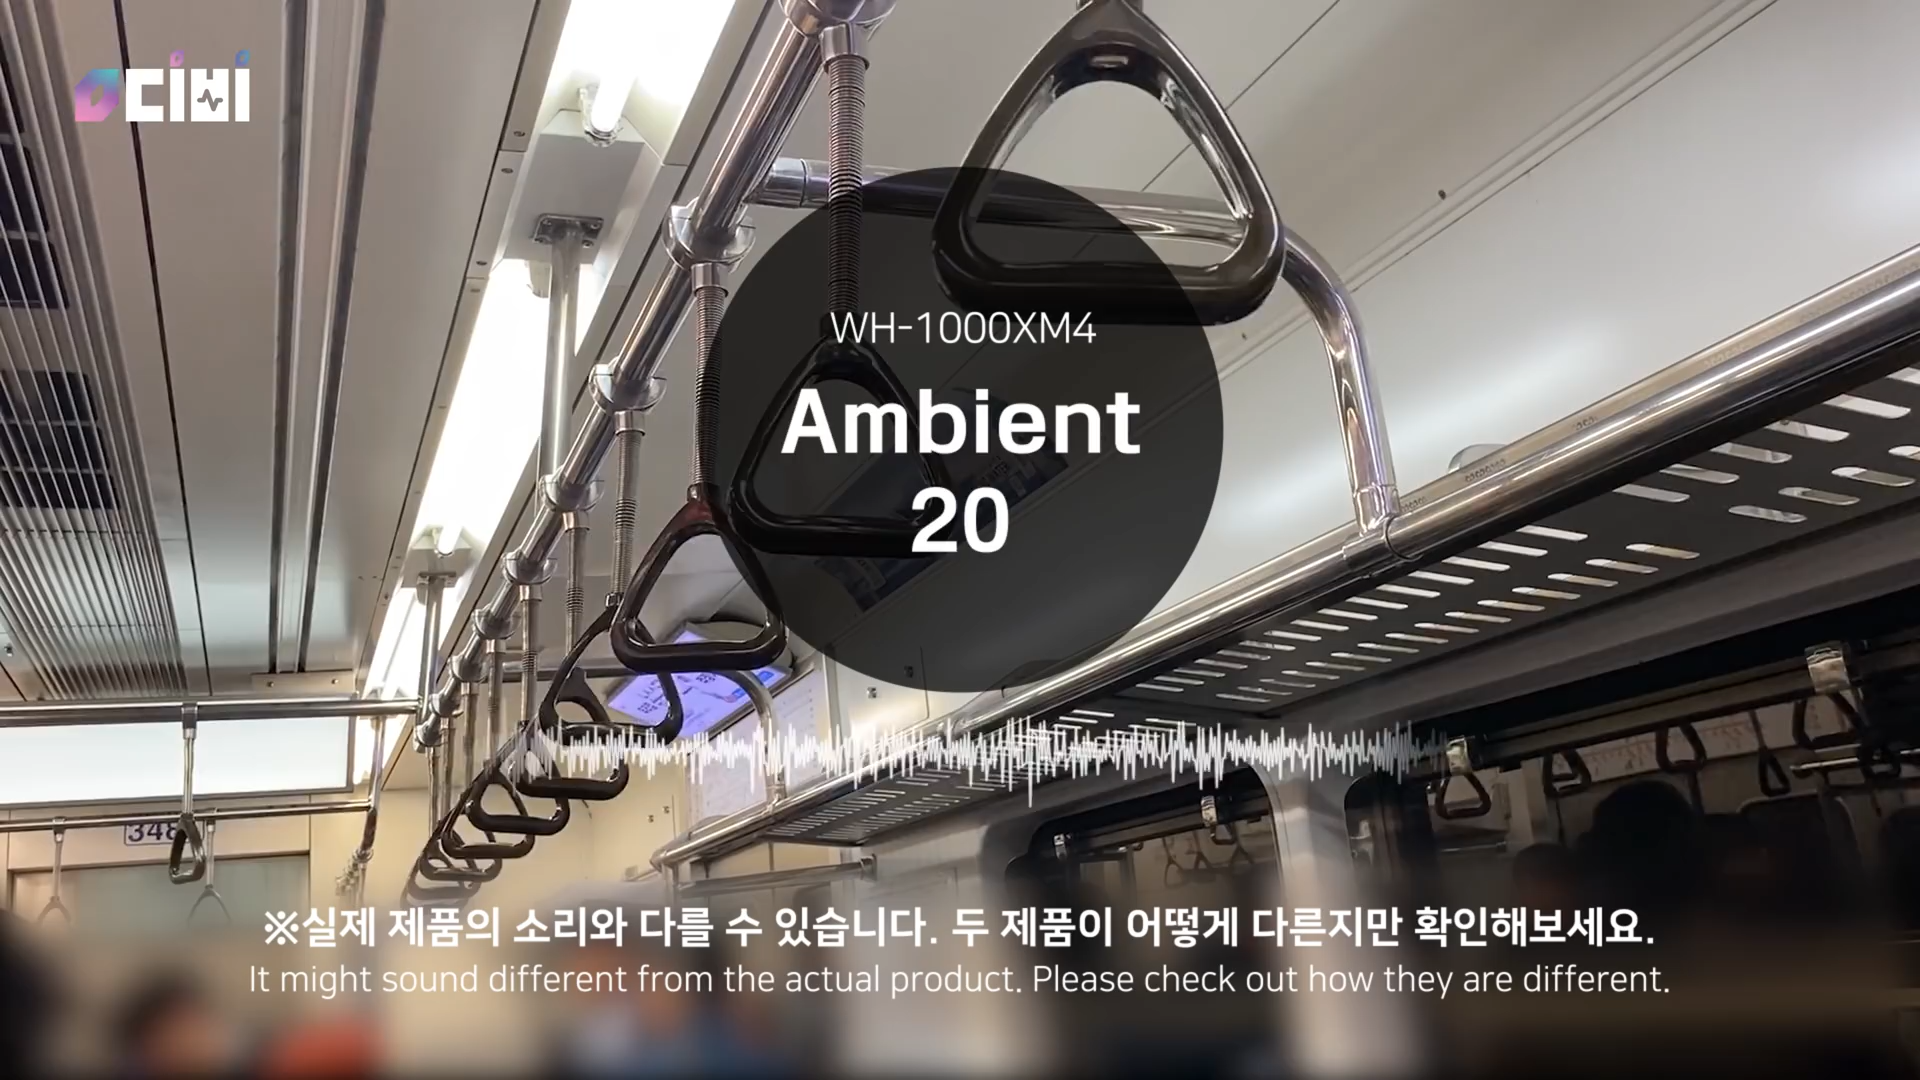 디비
WH-1000XM4
Ambient
20
348
※실제 제품의 소리와 다를 수 있습니다. 두 제품이 어떻게 다른지만 확인해보세요.
It might sound different from the actual product. Please check out how they are different.